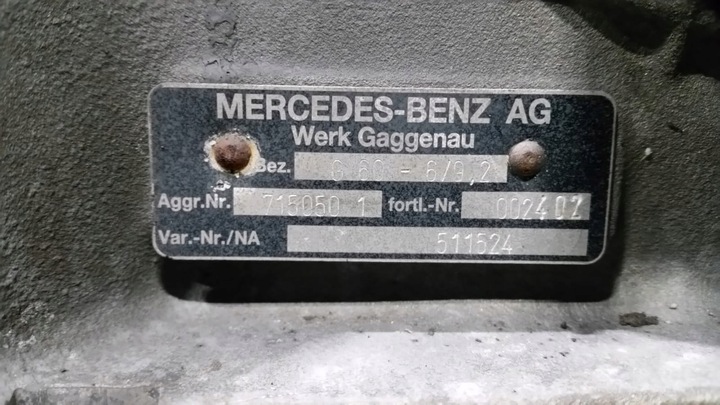 MERCEDES-BENZ AG
Werk Gaggenau
Bez. G 60 - 6/9,2
Aggr.Nr. 715050 1 fortl.-Nr. 002402
Var.-Nr./NA 511524